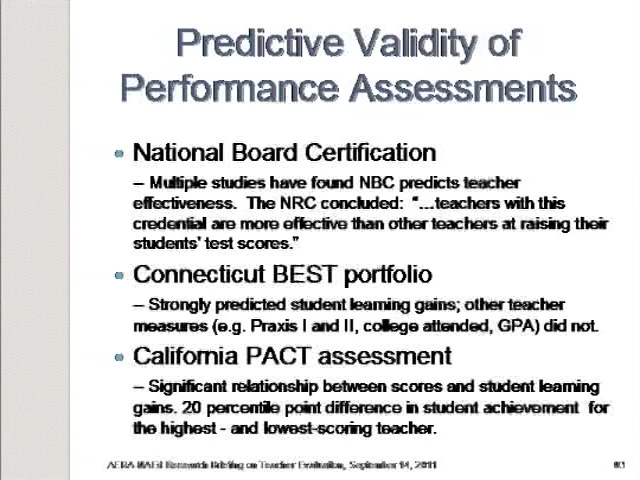 Predictive Validity of
Performance Assessments
• National Board Certification
– Multiple studies have found NBC predicts teacher
effectiveness. The NRC concluded: "…teachers with this
credential are more effective than other teachers at raising their
students' test scores."
• Connecticut BEST portfolio
– Strongly predicted student learning gains; other teacher
measures (e.g. Praxis I and II, college attended, GPA) did not.
• California PACT assessment
– Significant relationship between scores and student learning
gains. 20 percentile point difference in student achievement for
the highest - and lowest-scoring teacher.
Research Briefing on Teacher Evaluation, September 14, 2011